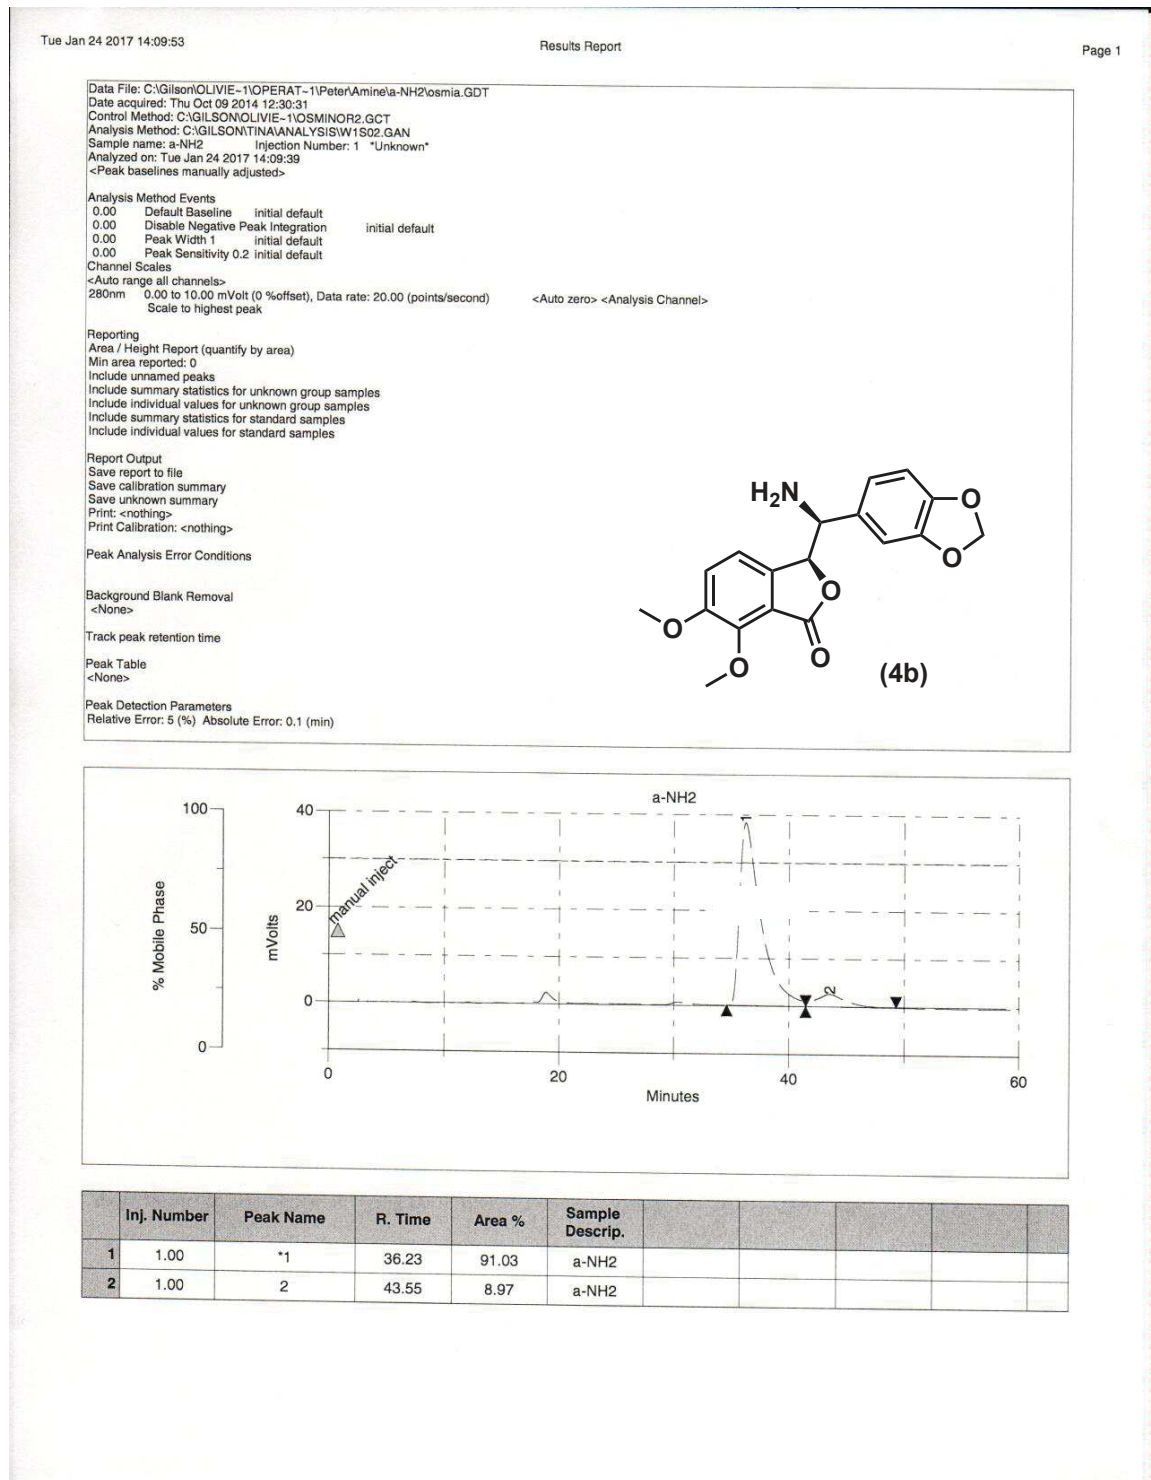 Tue Jan 24 2017 14:09:53
Results Report
Page 1
Data File: C:\Gilson\OLIVIE~1\OPERAT~1\Peter\Amine\a-NH2\osmia.GDT
Date acquired: Thu Oct 09 2014 12:30:31
Control Method: C:\GILSON\OLIVIE~1\OSMINOR2.GCT
Analysis Method: C:\GILSON\TINA\ANALYSIS\W1S02.GAN
Sample name: a-NH2 Injection Number: 1 *Unknown*
Analyzed on: Tue Jan 24 2017 14:09:39
<Peak baselines manually adjusted>
Analysis Method Events
0.00 Default Baseline initial default
0.00 Disable Negative Peak Integration initial default
0.00 Peak Width 1 initial default
0.00 Peak Sensitivity 0.2 initial default
Channel Scales
<Auto range all channels>
280nm 0.00 to 10.00 mVolt (0 %offset), Data rate: 20.00 (points/second) <Auto zero> <Analysis Channel>
Scale to highest peak
Reporting
Area / Height Report (quantify by area)
Min area reported: 0
Include unnamed peaks
Include summary statistics for unknown group samples
Include individual values for unknown group samples
Include summary statistics for standard samples
Include individual values for standard samples
Report Output
Save report to file
Save calibration summary
Save unknown summary
Print: <nothing>
Print Calibration: <nothing>
Peak Analysis Error Conditions
Background Blank Removal
<None>
Track peak retention time
Peak Table
<None>
Peak Detection Parameters
Relative Error: 5 (%) Absolute Error: 0.1 (min)
H₂N
O
O
O
O
O
O
(4b)
a-NH2
100
50
0
% Mobile Phase
40
20
0
mVolts
manual inject
1
2
0
20
40
60
Minutes
Inj. Number Peak Name R. Time Area % Sample Descrip.
1 1.00 *1 36.23 91.03 a-NH2
2 1.00 2 43.55 8.97 a-NH2